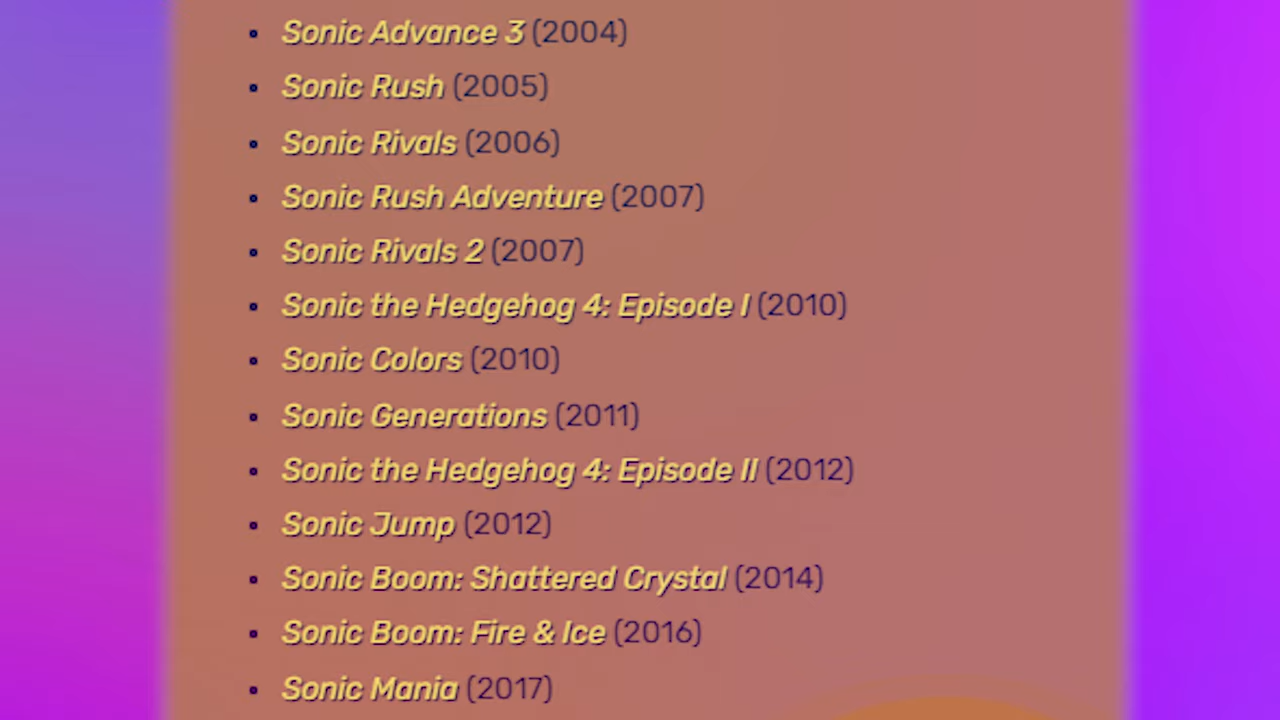 • Sonic Advance 3 (2004)
• Sonic Rush (2005)
• Sonic Rivals (2006)
• Sonic Rush Adventure (2007)
• Sonic Rivals 2 (2007)
• Sonic the Hedgehog 4: Episode I (2010)
• Sonic Colors (2010)
• Sonic Generations (2011)
• Sonic the Hedgehog 4: Episode II (2012)
• Sonic Jump (2012)
• Sonic Boom: Shattered Crystal (2014)
• Sonic Boom: Fire & Ice (2016)
• Sonic Mania (2017)